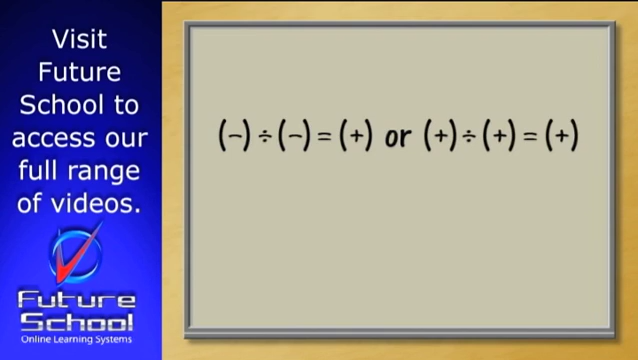 Visit
Future
School to
access our
full range
of videos.
Future
School
Online Learning Systems
(−) ÷ (−) = (+) or (+) ÷ (+) = (+)